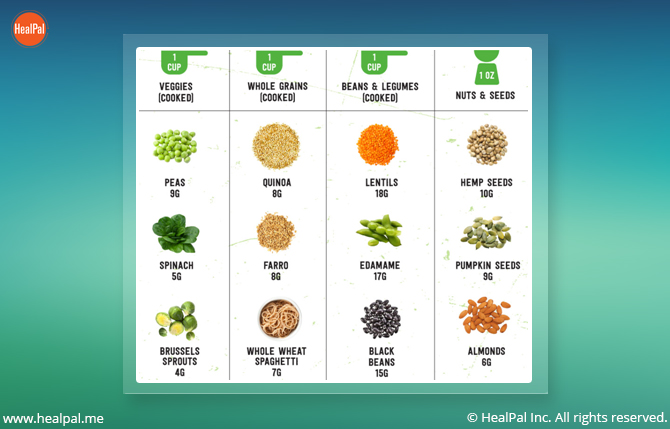 HealPal
1 CUP
VEGGIES
(COOKED)
1 CUP
WHOLE GRAINS
(COOKED)
1 CUP
BEANS & LEGUMES
(COOKED)
1 OZ
NUTS & SEEDS
PEAS
9G
QUINOA
8G
LENTILS
18G
HEMP SEEDS
10G
SPINACH
5G
FARRO
8G
EDAMAME
17G
PUMPKIN SEEDS
9G
BRUSSELS
SPROUTS
4G
WHOLE WHEAT
SPAGHETTI
7G
BLACK
BEANS
15G
ALMONDS
6G
www.healpal.me
© HealPal Inc. All rights reserved.